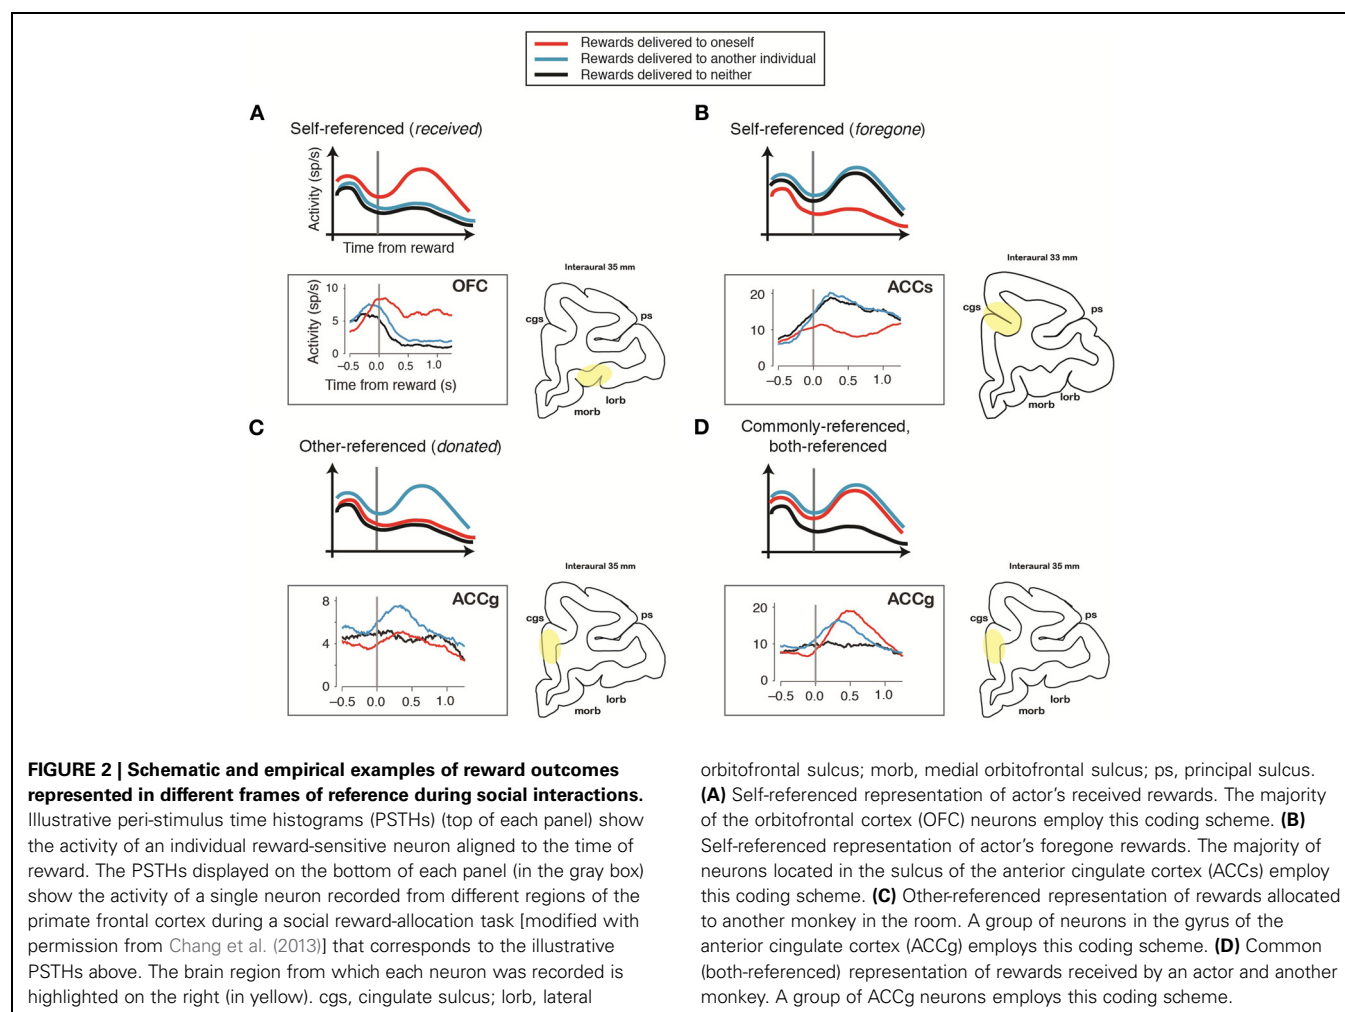 Rewards delivered to oneself
Rewards delivered to another individual
Rewards delivered to neither
A
Self-referenced (received)
Activity (sp/s)
Time from reward
OFC
Activity (sp/s)
10
5
0
−0.5 0.0 0.5 1.0
Time from reward (s)
Interaural 35 mm
cgs
ps
lorb
morb
B
Self-referenced (foregone)
ACCs
20
10
0
−0.5 0.0 0.5 1.0
Interaural 33 mm
cgs
ps
lorb
morb
C
Other-referenced (donated)
ACCg
8
4
0
−0.5 0.0 0.5 1.0
Interaural 35 mm
cgs
ps
lorb
morb
D
Commonly-referenced,
both-referenced
ACCg
20
10
0
−0.5 0.0 0.5 1.0
Interaural 35 mm
cgs
ps
lorb
morb
FIGURE 2 | Schematic and empirical examples of reward outcomes
represented in different frames of reference during social interactions.
Illustrative peri-stimulus time histograms (PSTHs) (top of each panel) show
the activity of an individual reward-sensitive neuron aligned to the time of
reward. The PSTHs displayed on the bottom of each panel (in the gray box)
show the activity of a single neuron recorded from different regions of the
primate frontal cortex during a social reward-allocation task [modified with
permission from Chang et al. (2013)] that corresponds to the illustrative
PSTHs above. The brain region from which each neuron was recorded is
highlighted on the right (in yellow). cgs, cingulate sulcus; lorb, lateral
orbitofrontal sulcus; morb, medial orbitofrontal sulcus; ps, principal sulcus.
(A) Self-referenced representation of actor's received rewards. The majority
of the orbitofrontal cortex (OFC) neurons employ this coding scheme. (B)
Self-referenced representation of actor's foregone rewards. The majority of
neurons located in the sulcus of the anterior cingulate cortex (ACCs) employ
this coding scheme. (C) Other-referenced representation of rewards allocated
to another monkey in the room. A group of neurons in the gyrus of the
anterior cingulate cortex (ACCg) employs this coding scheme. (D) Common
(both-referenced) representation of rewards received by an actor and another
monkey. A group of ACCg neurons employs this coding scheme.